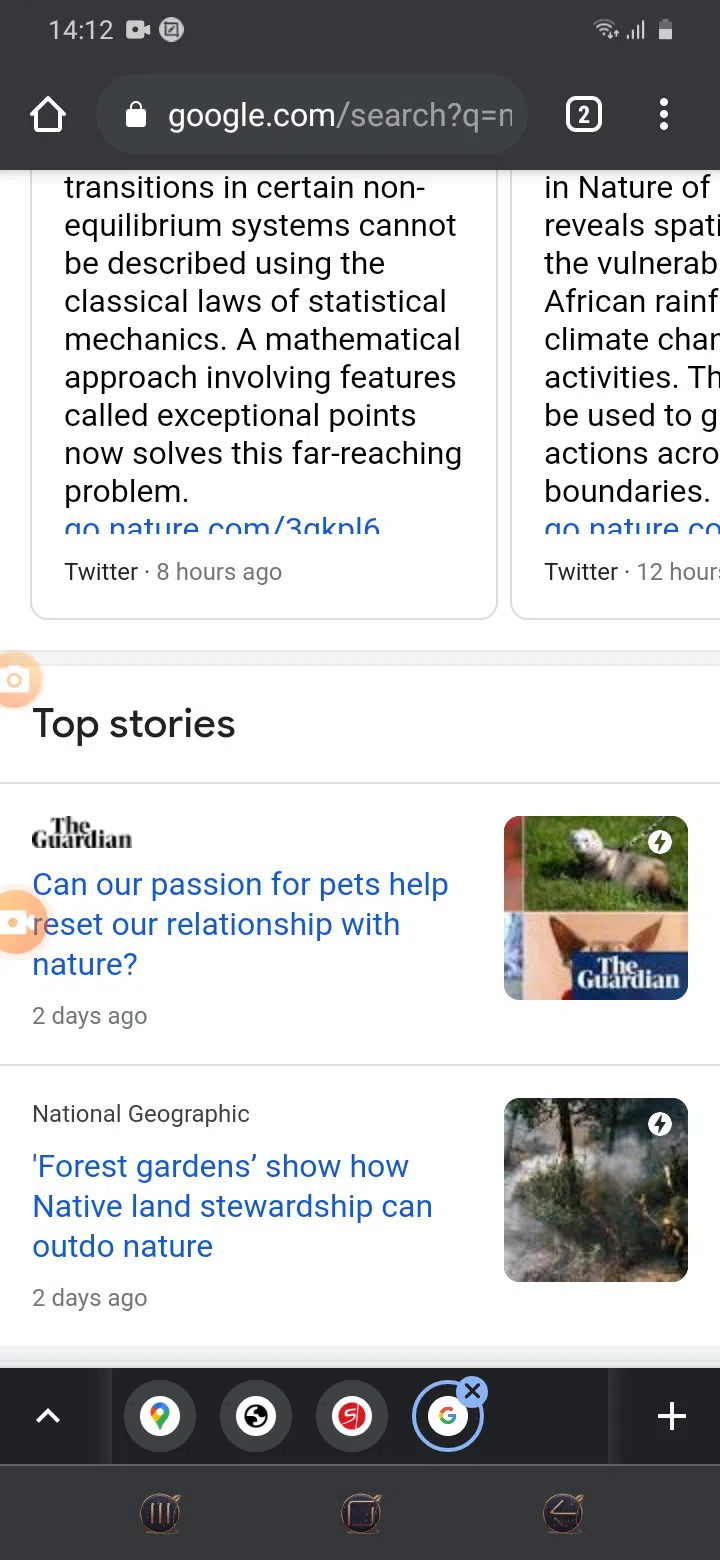 14:12
google.com/search?q=n
2
transitions in certain non-
equilibrium systems cannot
be described using the
classical laws of statistical
mechanics. A mathematical
approach involving features
called exceptional points
now solves this far-reaching
problem.
go.nature.com/3qkpl6
Twitter · 8 hours ago
in Nature of
reveals spati
the vulnerab
African rainf
climate chan
activities. Th
be used to g
actions acro
boundaries.
go.nature.co
Twitter · 12 hours
Top stories
The
Guardian
Can our passion for pets help
reset our relationship with
nature?
2 days ago
The
Guardian
National Geographic
'Forest gardens’ show how
Native land stewardship can
outdo nature
2 days ago